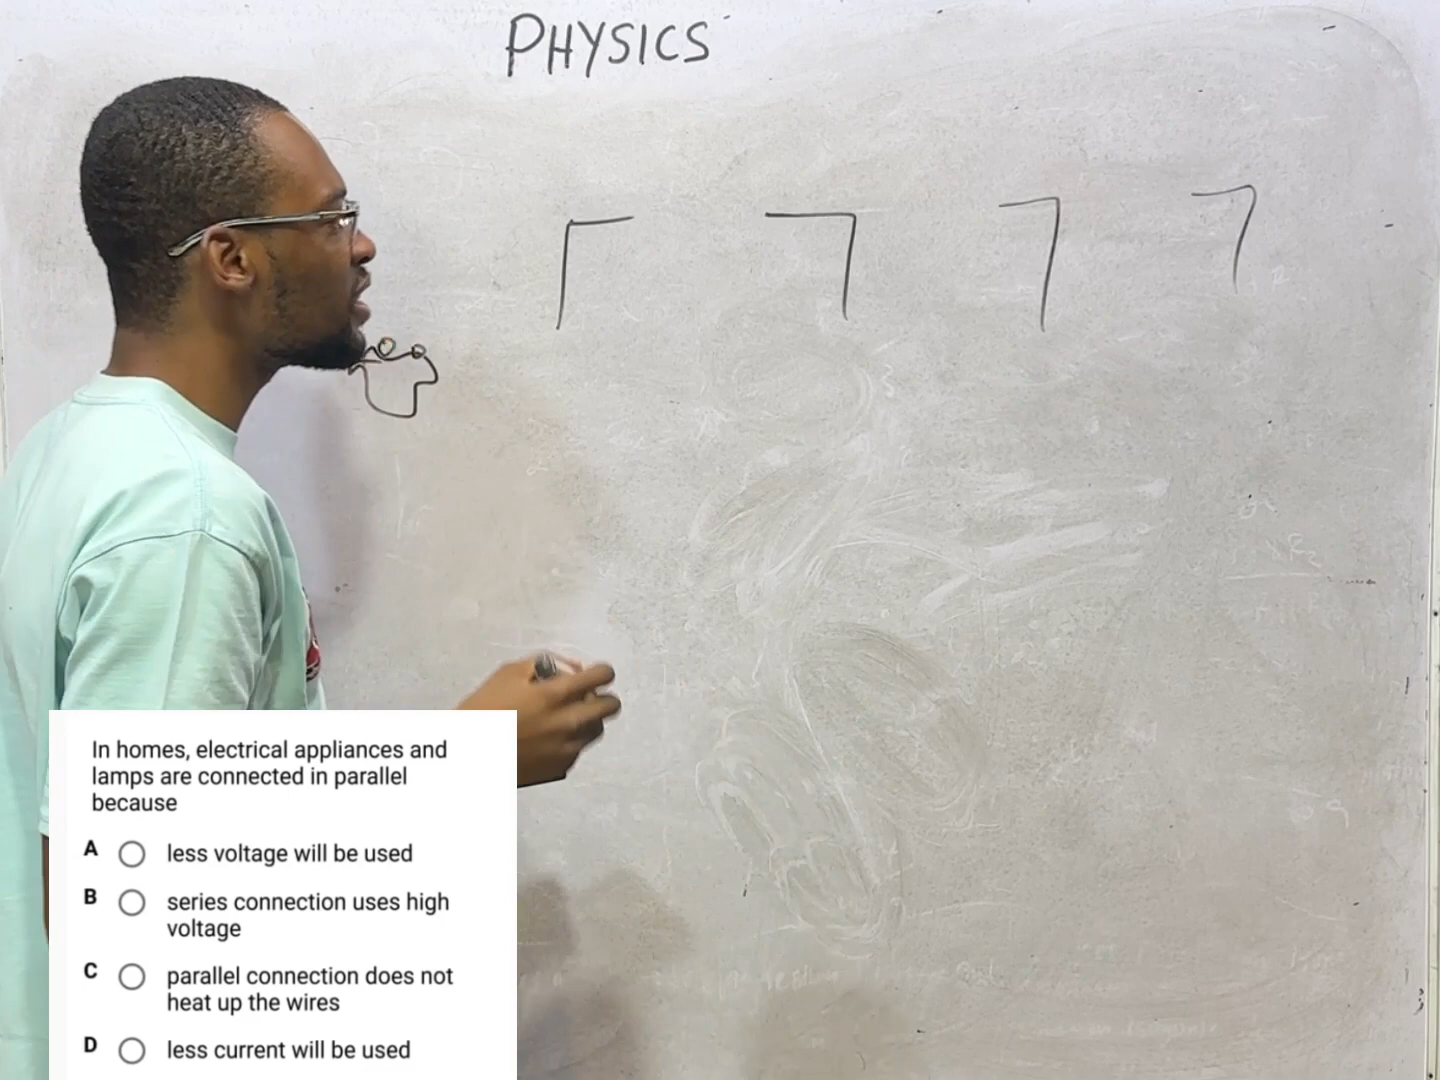 PHYSICS
In homes, electrical appliances and
lamps are connected in parallel
because
A less voltage will be used
B series connection uses high
voltage
C parallel connection does not
heat up the wires
D less current will be used